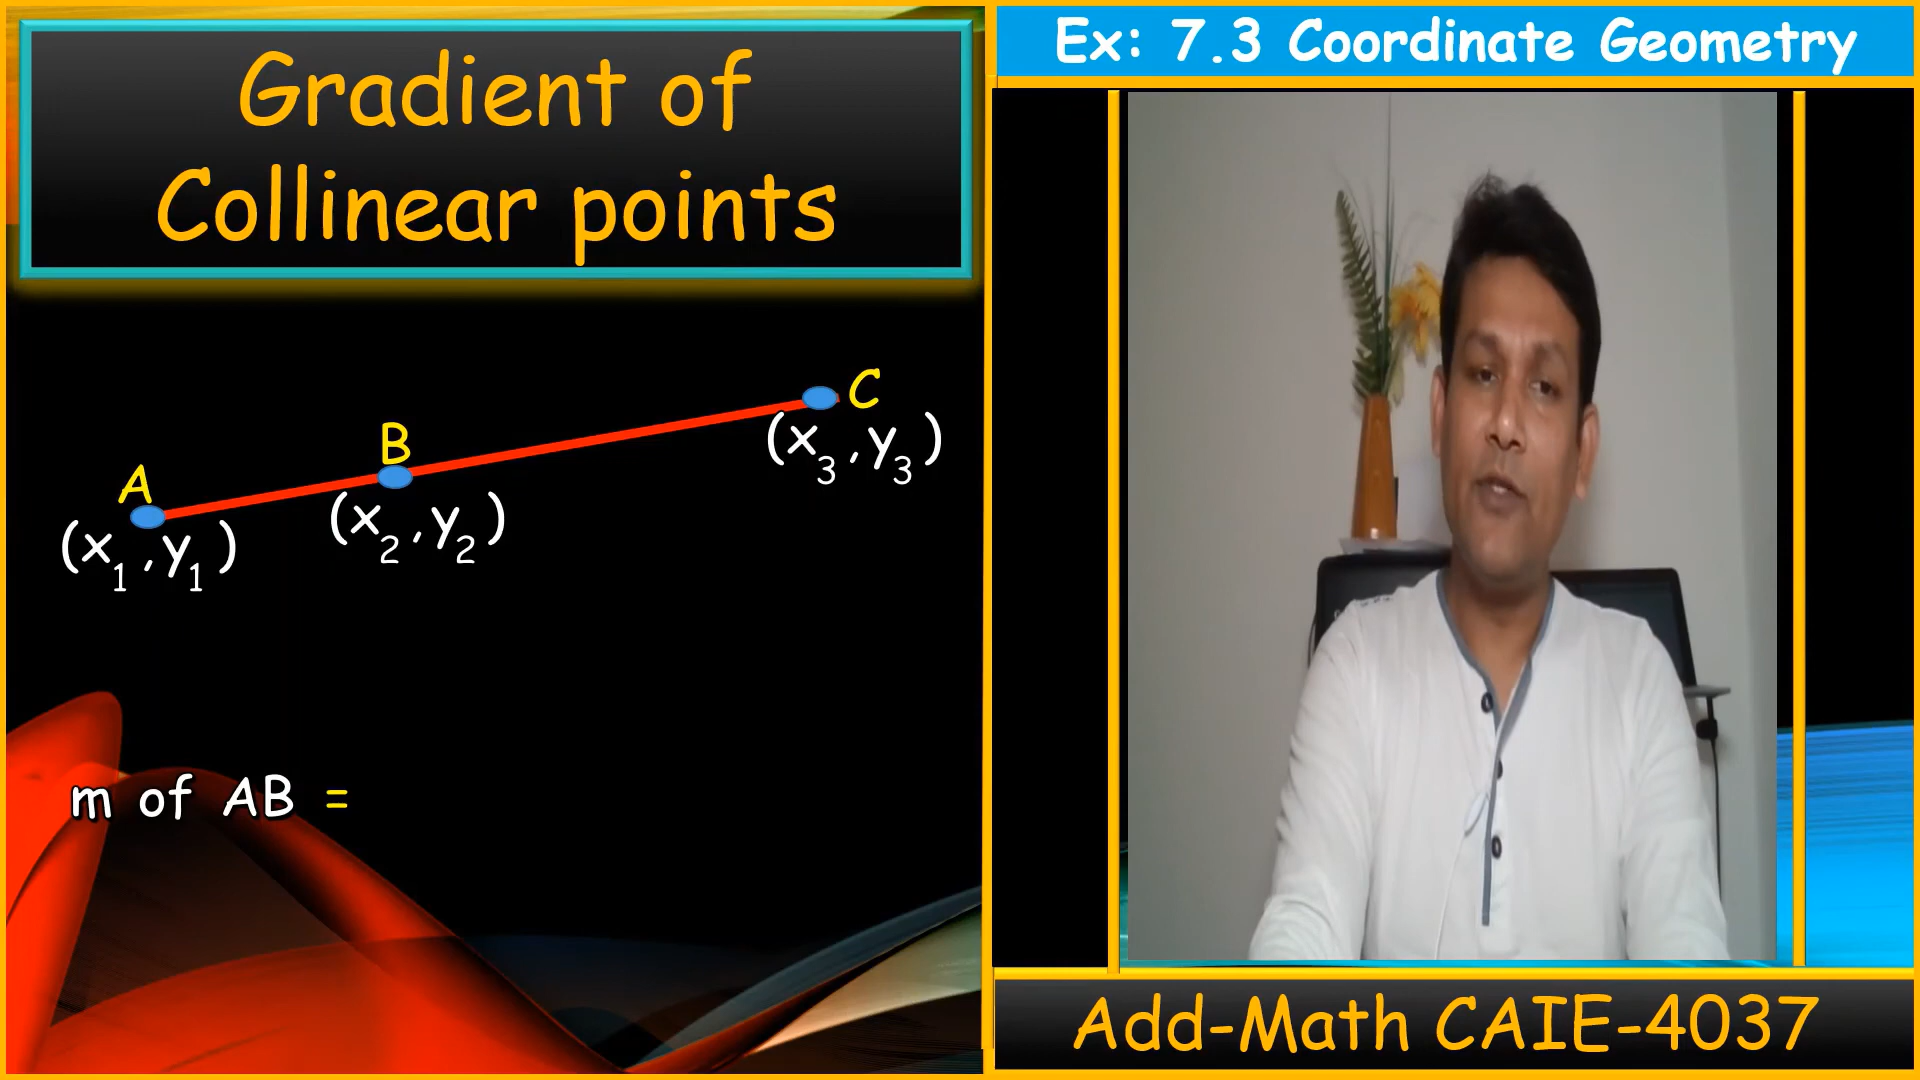 Gradient of
Collinear points
Ex: 7.3 Coordinate Geometry
A
(x₁,y₁)
B
(x₂,y₂)
C
(x₃,y₃)
m of AB =
Add-Math CAIE-4037